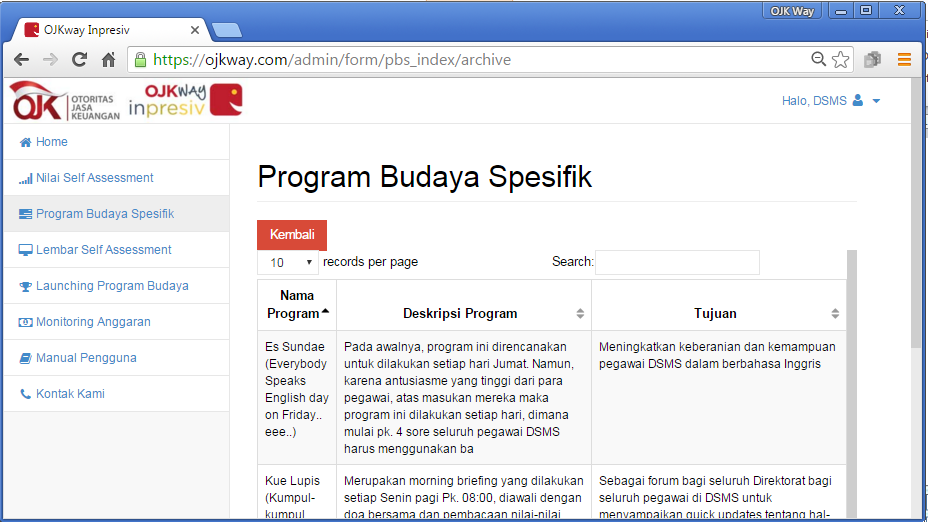 OJK Way
OJKway Inpresiv
https://ojkway.com/admin/form/pbs_index/archive
OJK OTORITAS
JASA
KEUANGAN
OJKWAY
inpresiv
Halo, DSMS
Home
Nilai Self Assessment
Program Budaya Spesifik
Lembar Self Assessment
Launching Program Budaya
Monitoring Anggaran
Manual Pengguna
Kontak Kami
Program Budaya Spesifik
Kembali
10 records per page Search:
Nama
Program Deskripsi Program Tujuan
Es Sundae
(Everybody
Speaks
English day
on Friday..
eee..)
Pada awalnya, program ini direncanakan
untuk dilakukan setiap hari Jumat. Namun,
karena antusiasme yang tinggi dari para
pegawai, atas masukan mereka maka
program ini dilakukan setiap hari, dimana
mulai pk. 4 sore seluruh pegawai DSMS
harus menggunakan ba
Meningkatkan keberanian dan kemampuan
pegawai DSMS dalam berbahasa Inggris
Kue Lupis
(Kumpul-
kumpul
Merupakan morning briefing yang dilakukan
setiap Senin pagi Pk. 08:00, diawali dengan
doa bersama dan pembacaan nilai-nilai
Sebagai forum bagi seluruh Direktorat bagi
seluruh pegawai di DSMS untuk
menyampaikan quick updates tentang hal-